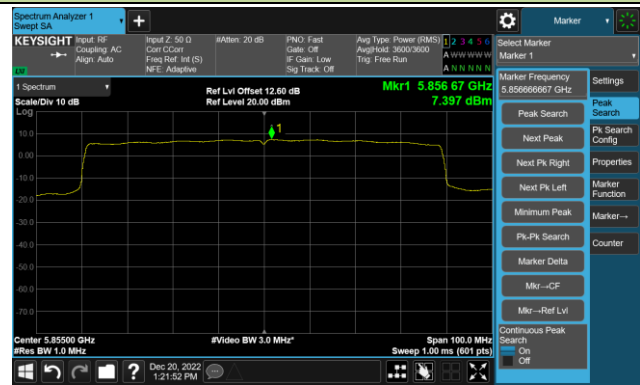 Spectrum Analyzer 1
Swept SA
Marker
KEYSIGHT
Input: RF
Coupling: AC
Align: Auto
Input Z: 50 Ω
Corr CCorr
Freq Ref: Int (S)
NFE: Adaptive
#Atten: 20 dB
PNO: Fast
Gate: Off
IF Gain: Low
Sig Track: Off
Avg Type: Power (RMS)
Avg|Hold: 3600/3600
Trig: Free Run
1 2 3 4 5 6
A W W W W W
A N N N N N
Select Marker
Marker 1
1 Spectrum
Scale/Div 10 dB
Log
Ref Lvl Offset 12.60 dB
Ref Level 20.00 dBm
Mkr1 5.856 67 GHz
7.397 dBm
1
10.0
0.00
-10.0
-20.0
-30.0
-40.0
-50.0
-60.0
-70.0
Center 5.85500 GHz
#Res BW 1.0 MHz
#Video BW 3.0 MHz*
Span 100.0 MHz
Sweep 1.00 ms (601 pts)
Marker Frequency
5.856666667 GHz
Peak Search
Next Peak
Next Pk Right
Next Pk Left
Minimum Peak
Pk-Pk Search
Marker Delta
Mkr→CF
Mkr→Ref Lvl
Continuous Peak
Search
On
Off
Settings
Peak
Search
Pk Search
Config
Properties
Marker
Function
Marker→
Counter
?
Dec 20, 2022
1:21:52 PM